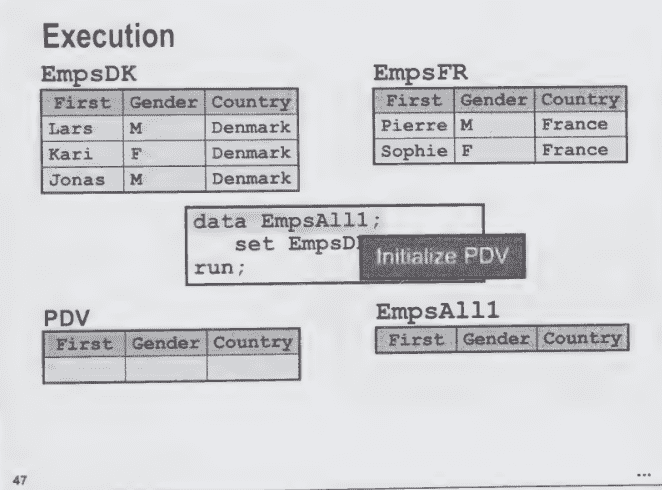 Execution
EmpsDK
First Gender Country
Lars M Denmark
Kari F Denmark
Jonas M Denmark
EmpsFR
First Gender Country
Pierre M France
Sophie F France
data EmpsAll1;
set EmpsD
run;
Initialize PDV
PDV
First Gender Country
EmpsAll1
First Gender Country
47
...